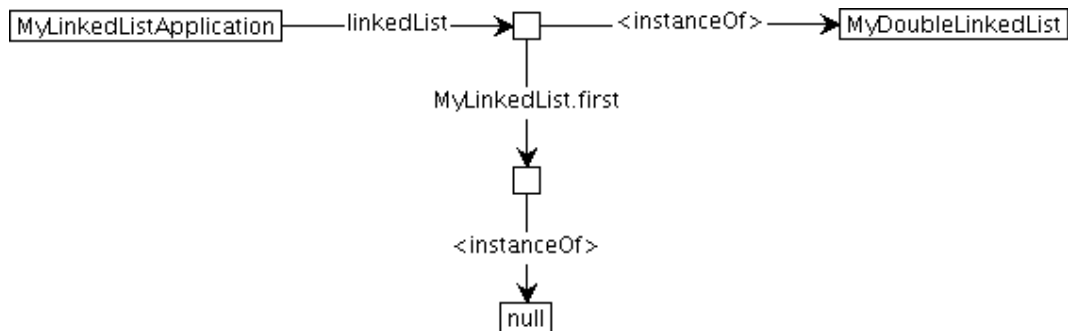 MyLinkedListApplication linkedList <instanceOf> MyDoubleLinkedList
MyLinkedList.first
<instanceOf>
null